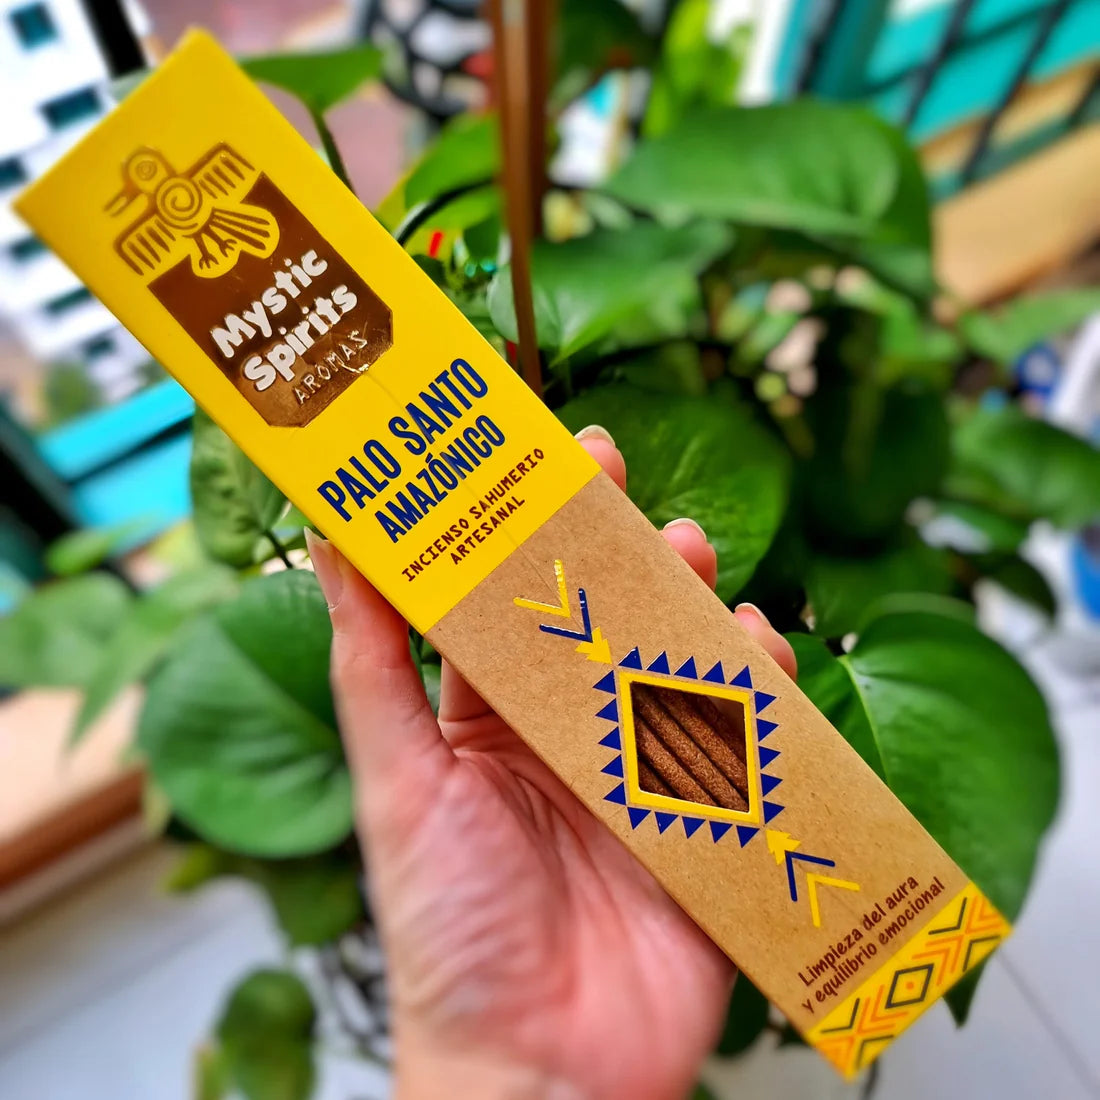 Mystic
Spirits
AROMAS
PALO SANTO
AMAZÓNICO
INCIENSO SAHUMERIO
ARTESANAL
Limpieza del aura
y equilibrio emocional